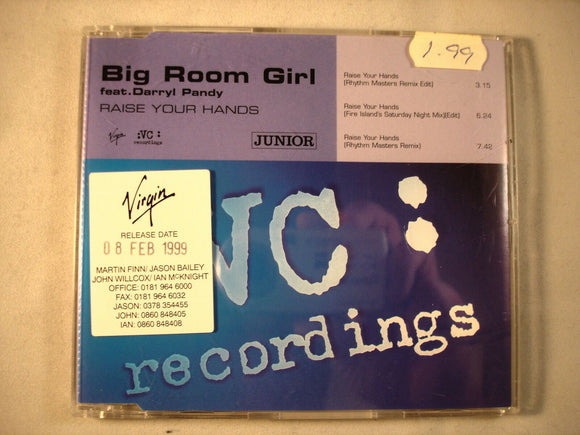 1.99
Big Room Girl
feat.Darryl Pandy
RAISE YOUR HANDS
Virgin
:VC:
recordings
JUNIOR
Raise Your Hands
(Rhythm Masters Remix Edit) 3.15
Raise Your Hands
(Fire Island's Saturday Night Mix)(Edit) 6.24
Raise Your Hands
(Rhythm Masters Remix) 7.42
Virgin
RELEASE DATE
08 FEB 1999
MARTIN FINN/ JASON BAILEY
JOHN WILLCOX/ IAN McKNIGHT
OFFICE: 0181 964 6000
FAX: 0181 964 6032
JASON: 0378 354455
JOHN: 0860 848405
IAN: 0860 848408
VC:
recordings